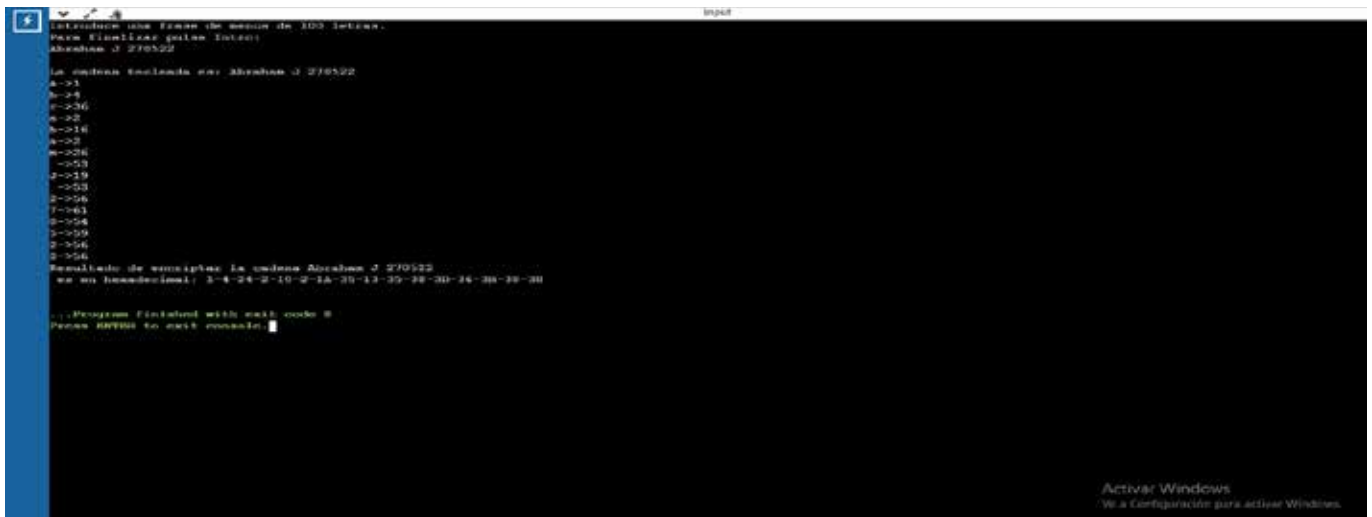 input
Introduce una frase de menos de 100 letras.
Para finalizar pulse Intro:
Abraham J 270522
La cadena tecleada es: Abraham J 270522
a->1
b->4
r->36
a->2
h->16
a->2
m->26
 ->53
J->19
 ->53
2->56
7->61
0->54
5->59
2->56
2->56
Resultado de encriptar la cadena Abraham J 270522
es en hexadecimal: 1-4-24-2-10-2-1A-35-13-35-38-3D-36-3B-38-38
...Program finished with exit code 0
Press ENTER to exit console.
Activar Windows
Ve a Configuración para activar Windows.